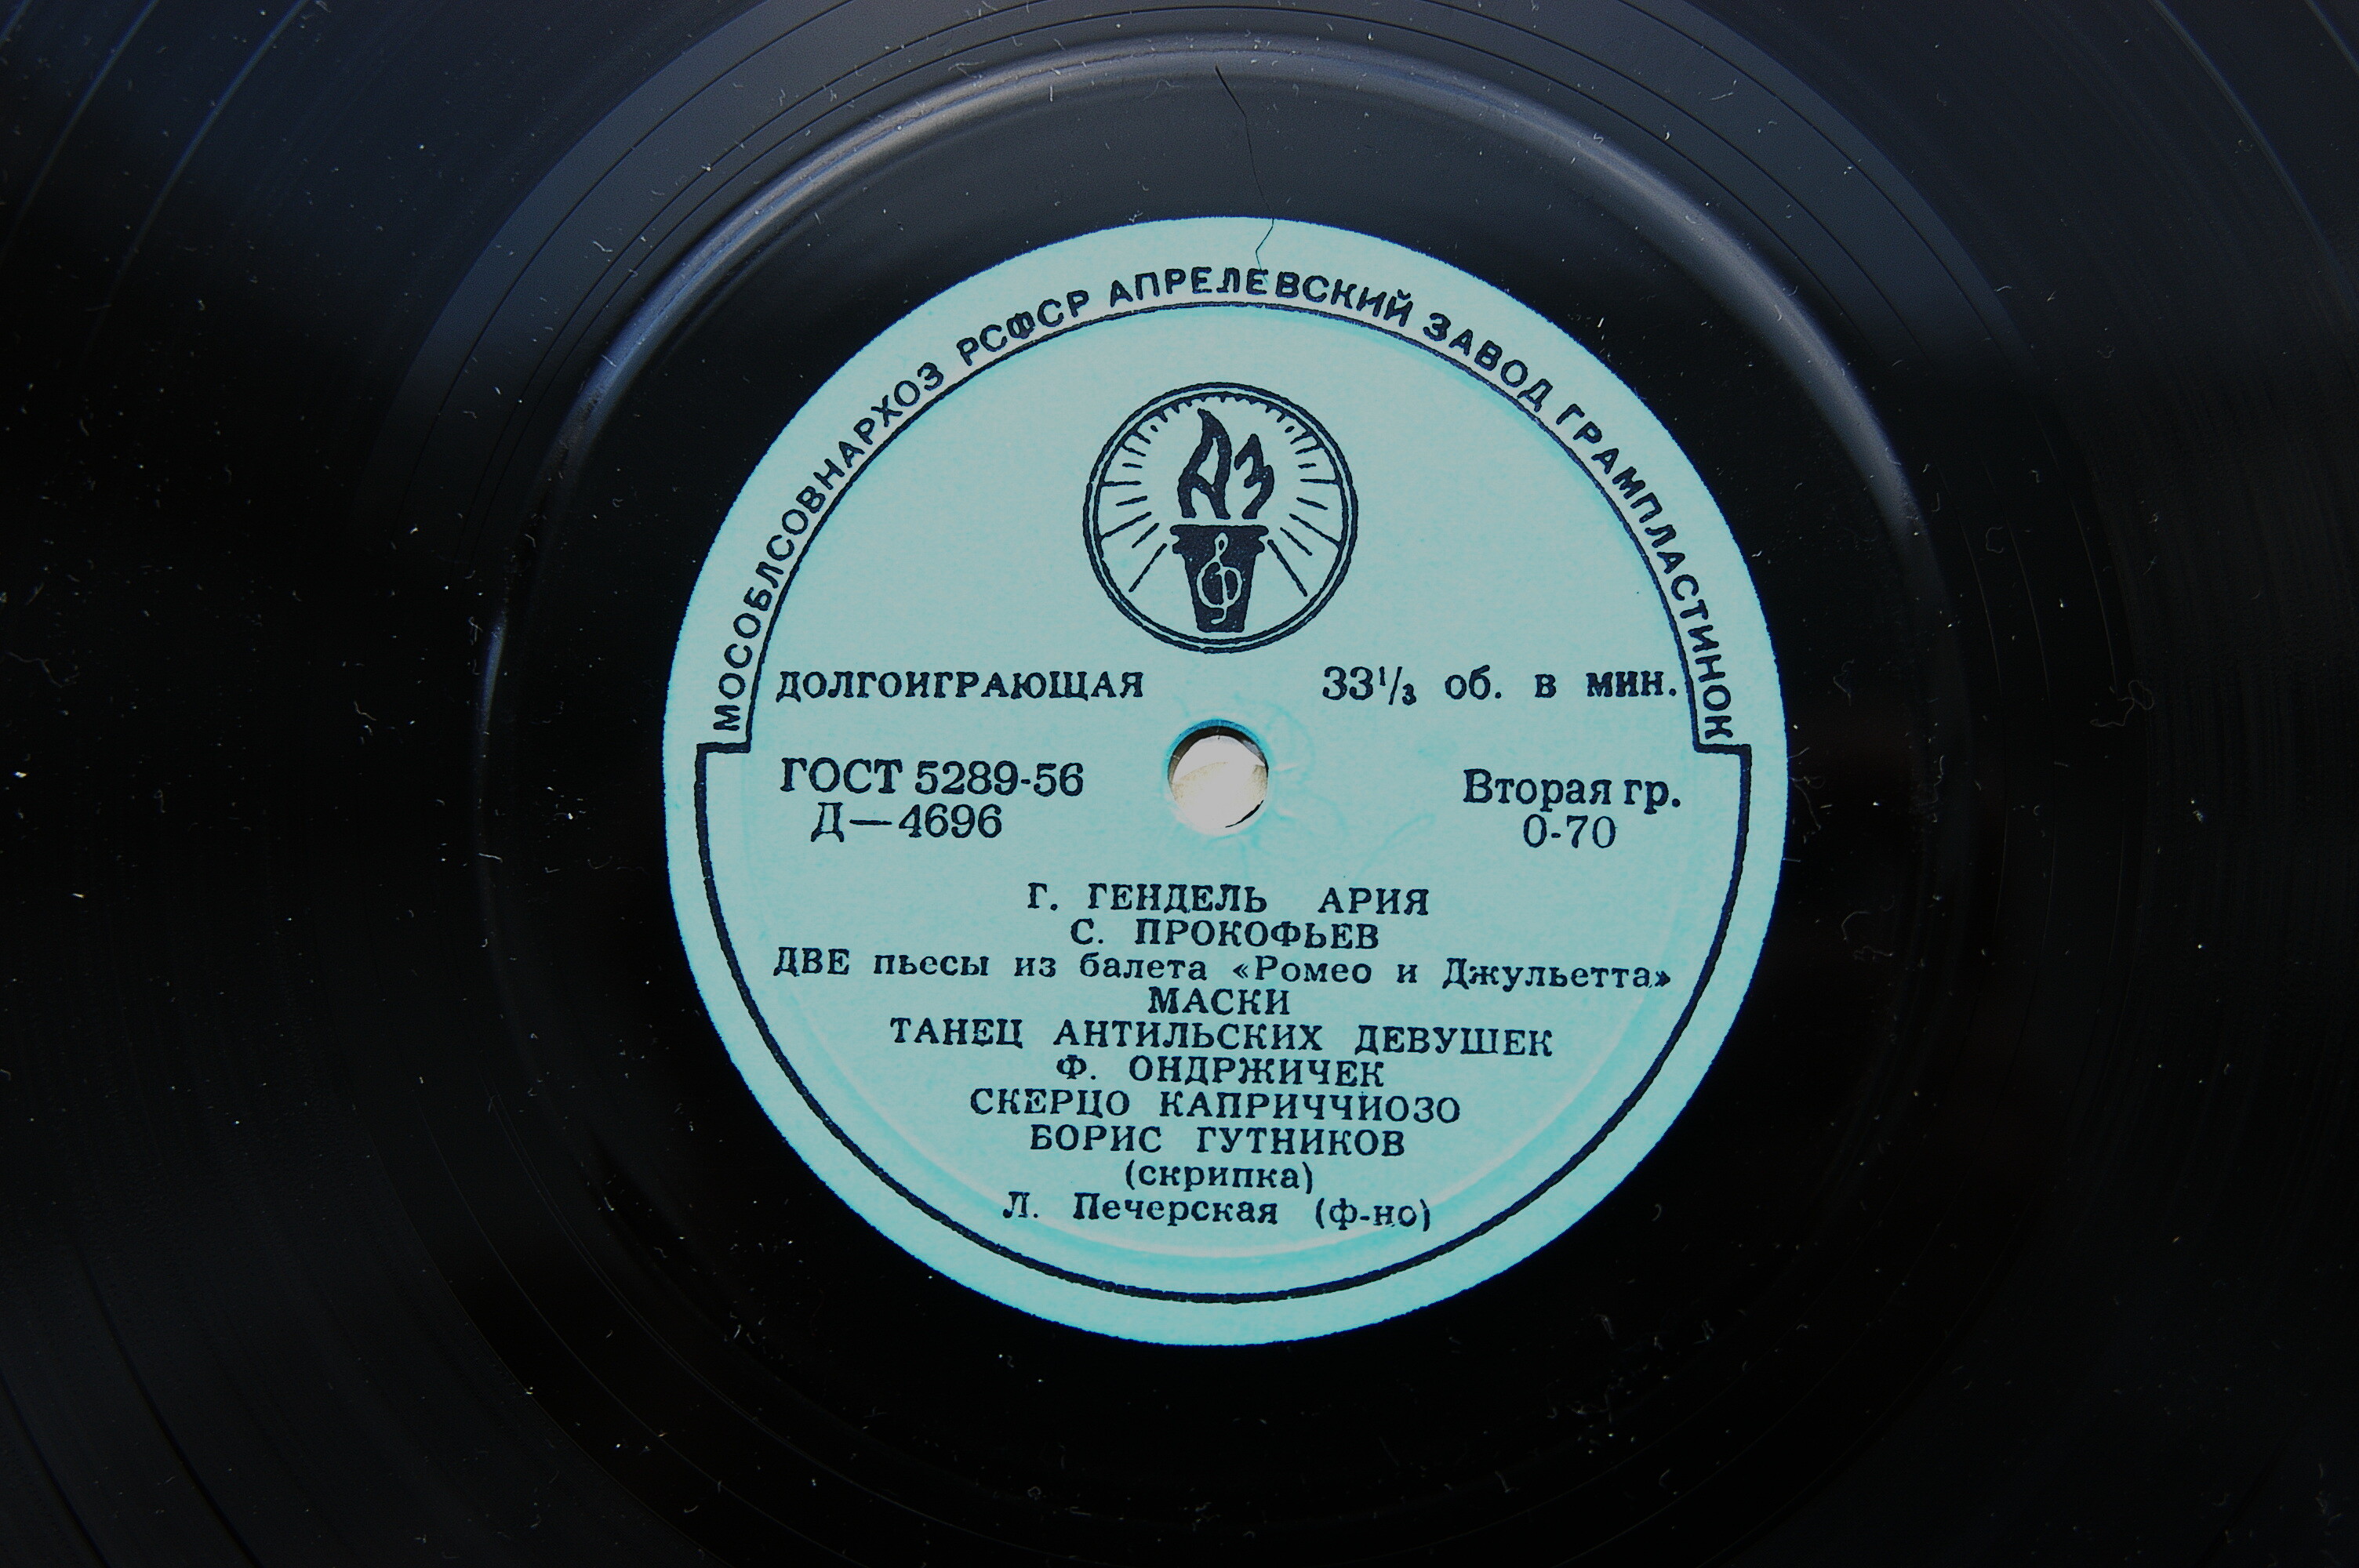 МОСОБЛСОВНАРХОЗ РСФСР АПРЕЛЕВСКИЙ ЗАВОД ГРАМПЛАСТИНОК
АЗ
ДОЛГОИГРАЮЩАЯ 33⅓ об. в мин.
ГОСТ 5289-56 Вторая гр.
Д—4696 0-70
Г. ГЕНДЕЛЬ АРИЯ
С. ПРОКОФЬЕВ
ДВЕ пьесы из балета «Ромео и Джульетта»
МАСКИ
ТАНЕЦ АНТИЛЬСКИХ ДЕВУШЕК
Ф. ОНДРЖИЧЕК
СКЕРЦО КАПРИЧЧИОЗО
БОРИС ГУТНИКОВ
(скрипка)
Л. Печерская (ф-но)